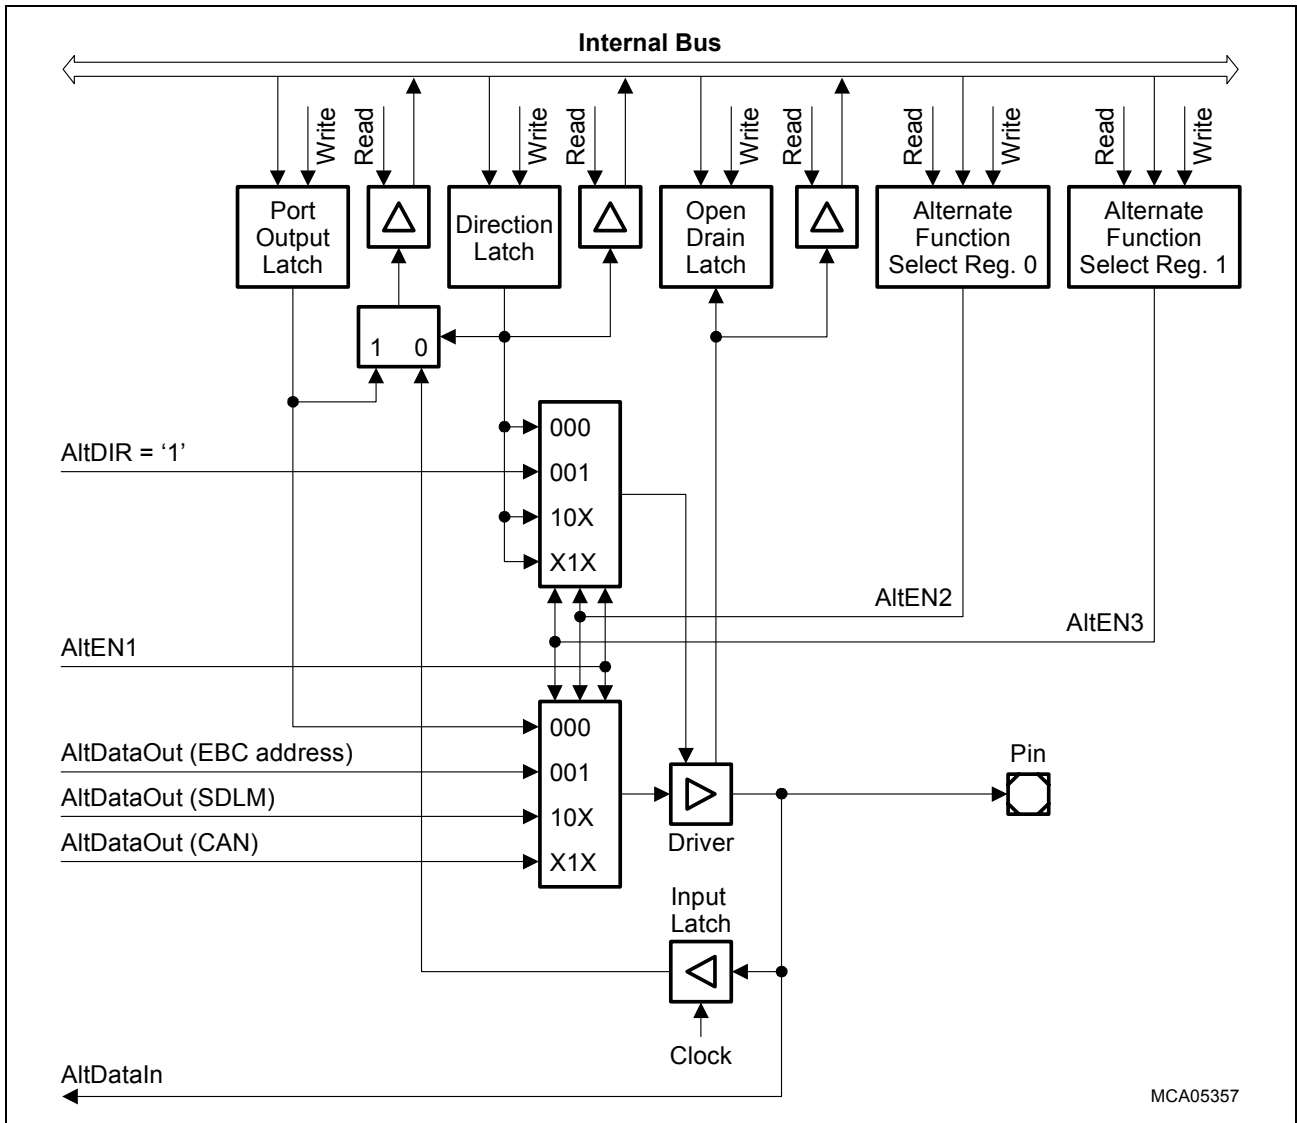 Internal Bus
Write
Read
Write
Read
Write
Read
Read
Write
Read
Write
Port
Output
Latch
Direction
Latch
Open
Drain
Latch
Alternate
Function
Select Reg. 0
Alternate
Function
Select Reg. 1
1 0
000
AltDIR = ‘1’
001
10X
X1X
AltEN2
AltEN3
AltEN1
000
AltDataOut (EBC address)
001
AltDataOut (SDLM)
10X
AltDataOut (CAN)
X1X
Driver
Pin
Input
Latch
Clock
AltDataIn
MCA05357